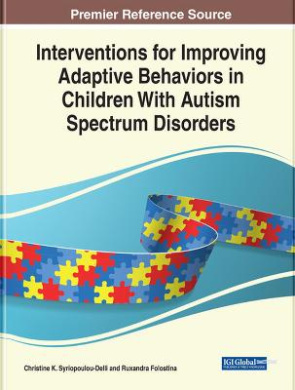 Premier Reference Source
Interventions for Improving
Adaptive Behaviors in
Children With Autism
Spectrum Disorders
Christine K. Syriopoulou-Delli and Ruxandra Folostina
IGI Global